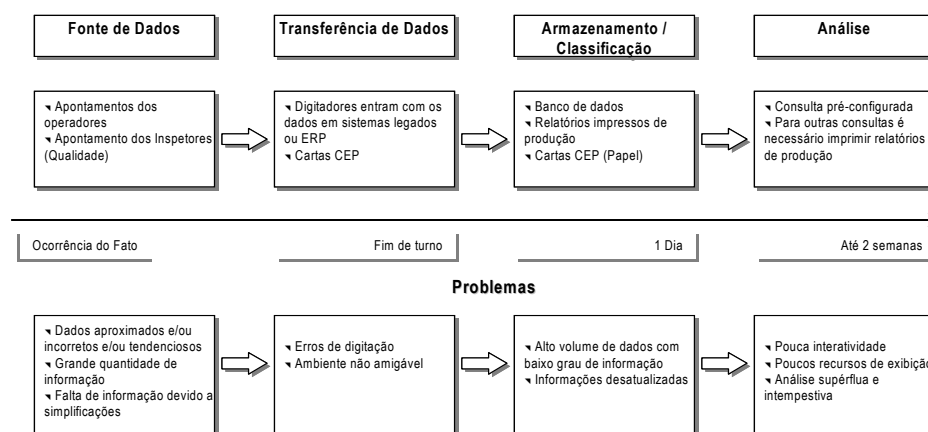 Fonte de Dados
Transferência de Dados
Armazenamento /
Classificação
Análise
Apontamentos dos
operadores
Apontamento dos Inspetores
(Qualidade)
Digitadores entram com os
dados em sistemas legados
ou ERP
Cartas CEP
Banco de dados
Relatórios impressos de
produção
Cartas CEP (Papel)
Consulta pré-configurada
Para outras consultas é
necessário imprimir relatórios
de produção
Ocorrência do Fato
Fim de turno
1 Dia
Até 2 semanas
Problemas
Dados aproximados e/ou
incorretos e/ou tendenciosos
Grande quantidade de
informação
Falta de informação devido a
simplificações
Erros de digitação
Ambiente não amigável
Alto volume de dados com
baixo grau de informação
Informações desatualizadas
Pouca interatividade
Poucos recursos de exibição
Análise supérflua e
intempestiva